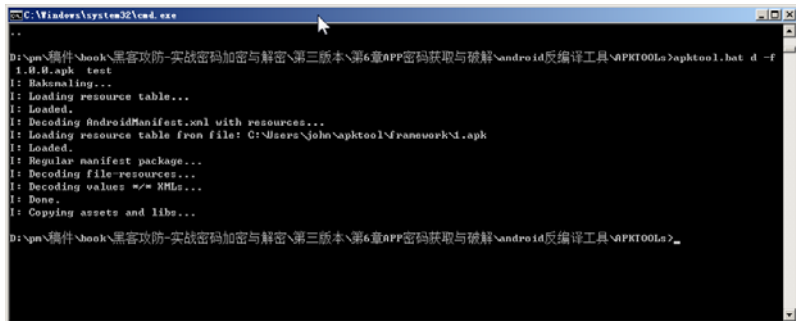 C:\Windows\system32\cmd.exe
..
D:\pm\稿件\book\黑客攻防-实战密码加密与解密\第三版本\第6章APP密码获取与破解\android反编译工具\APKTOOLs>apktool.bat d -f
1.0.0.apk  test
I: Baksmaling...
I: Loading resource table...
I: Loaded.
I: Decoding AndroidManifest.xml with resources...
I: Loading resource table from file: C:\Users\john\apktool\framework\1.apk
I: Loaded.
I: Regular manifest package...
I: Decoding file-resources...
I: Decoding values */* XMLs...
I: Done.
I: Copying assets and libs...
D:\pm\稿件\book\黑客攻防-实战密码加密与解密\第三版本\第6章APP密码获取与破解\android反编译工具\APKTOOLs>_